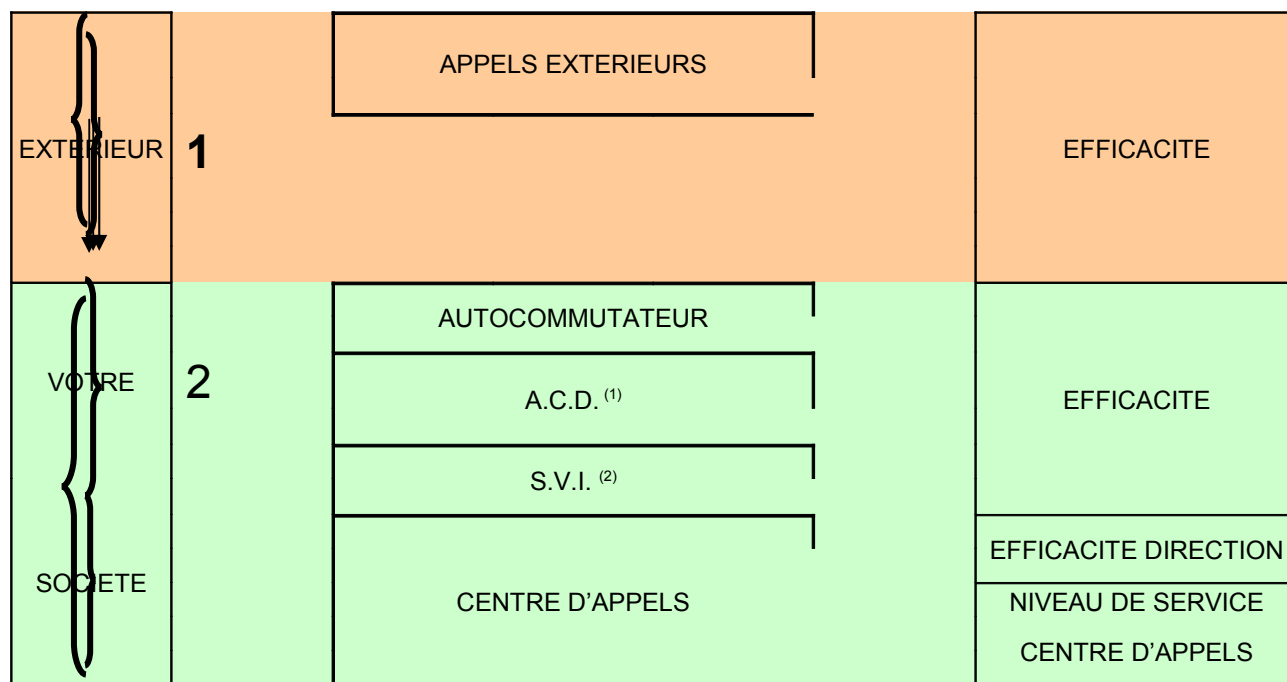 APPELS EXTERIEURS
EXTERIEUR 1 EFFICACITE
AUTOCOMMUTATEUR
VOTRE 2 A.C.D. (1) EFFICACITE
S.V.I. (2)
EFFICACITE DIRECTION
SOCIETE CENTRE D’APPELS NIVEAU DE SERVICE
CENTRE D’APPELS